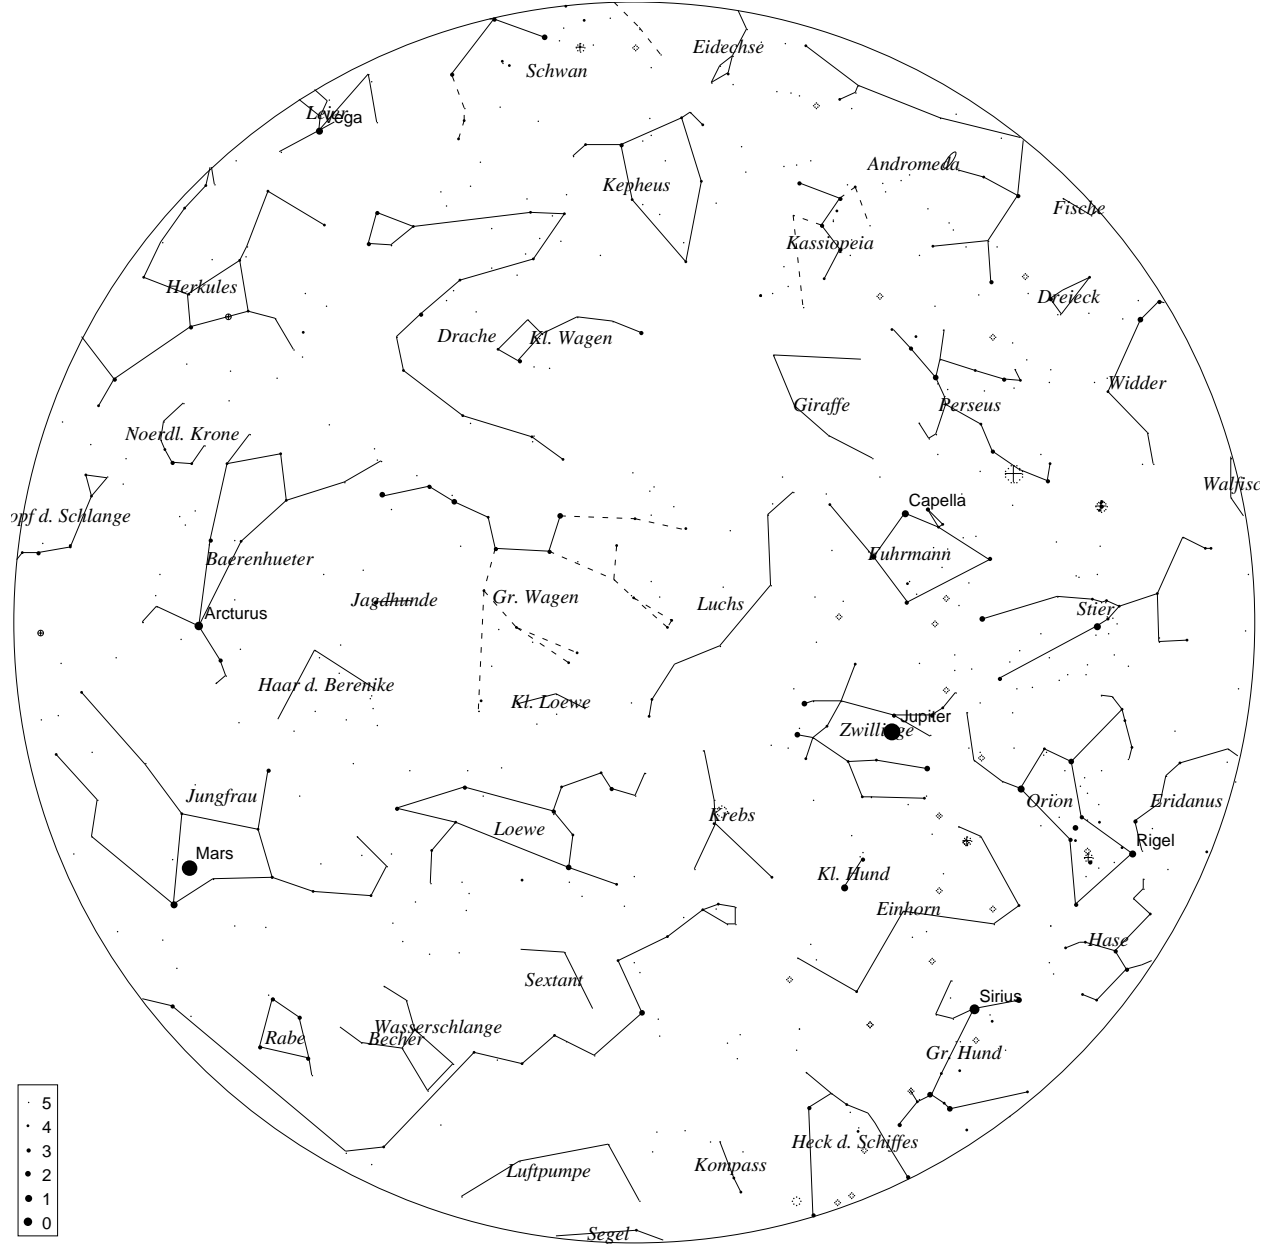 Eidechse
Schwan
Leier
Vega
Andromeda
Kepheus
Fische
Kassiopeia
Herkules
Dreieck
Drache
Kl. Wagen
Widder
Giraffe
Perseus
Noerdl. Krone
Walfisc
Capella
opf d. Schlange
Fuhrmann
Baerenhueter
Jagdhunde
Gr. Wagen
Luchs
Stier
Arcturus
Haar d. Berenike
Kl. Loewe
Jupiter
Zwillinge
Jungfrau
Orion
Eridanus
Krebs
Loewe
Rigel
Mars
Kl. Hund
Einhorn
Hase
Sextant
Sirius
Wasserschlange
Rabe
Becher
Gr. Hund
Heck d. Schiffes
Kompass
Luftpumpe
Segel
5
4
3
2
1
0